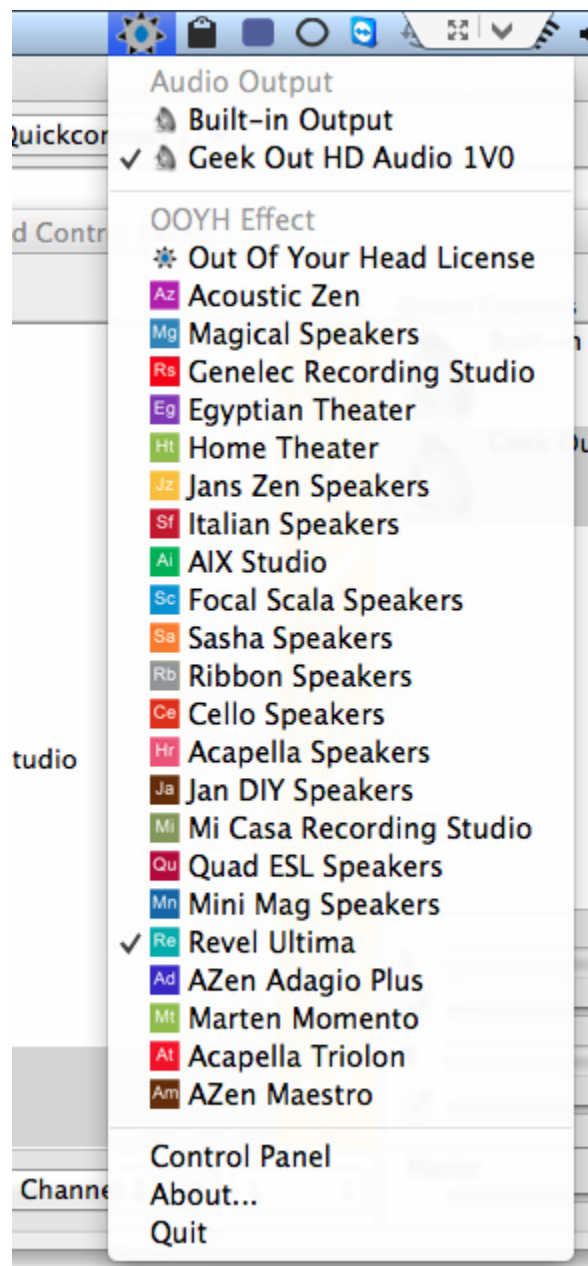 Audio Output
Built-in Output
Quickcon
✓ Geek Out HD Audio 1V0
OOYH Effect
d Contr
Out Of Your Head License
Az Acoustic Zen
Mg Magical Speakers
Rs Genelec Recording Studio
Eg Egyptian Theater
Ht Home Theater
Jz Jans Zen Speakers
Sf Italian Speakers
Ai AIX Studio
Sc Focal Scala Speakers
Sa Sasha Speakers
Rb Ribbon Speakers
Ce Cello Speakers
Hr Acapella Speakers
tudio
Ja Jan DIY Speakers
Mi Mi Casa Recording Studio
Qu Quad ESL Speakers
Mn Mini Mag Speakers
✓ Re Revel Ultima
Ad AZen Adagio Plus
Mt Marten Momento
At Acapella Triolon
Am AZen Maestro
Control Panel
Channe
About...
Quit